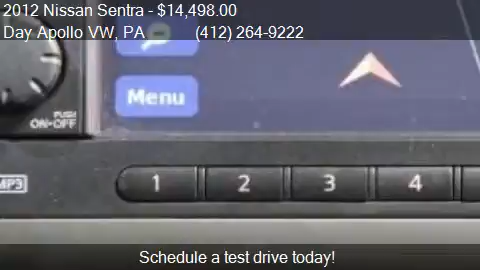 2012 Nissan Sentra - $14,498.00
Day Apollo VW, PA (412) 264-9222
Menu
PUSH
ON-OFF
MP3
1 2 3 4
Schedule a test drive today!